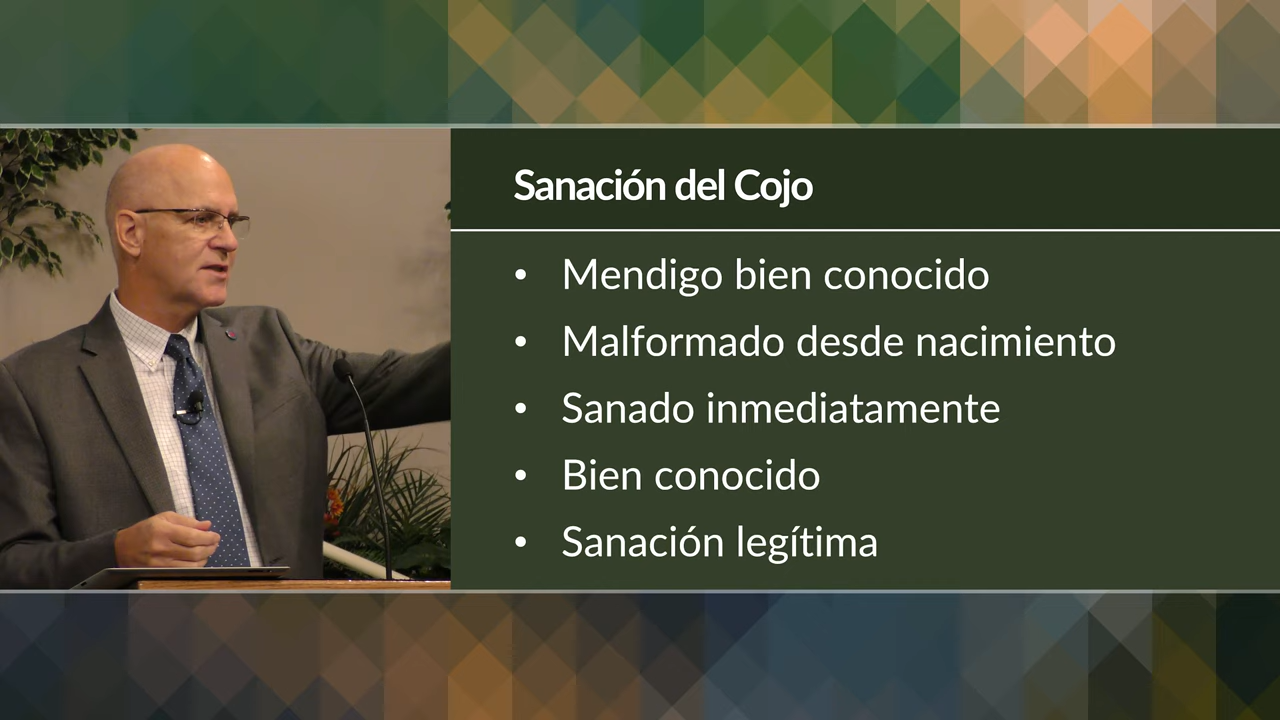 Sanación del Cojo
• Mendigo bien conocido
• Malformado desde nacimiento
• Sanado inmediatamente
• Bien conocido
• Sanación legítima